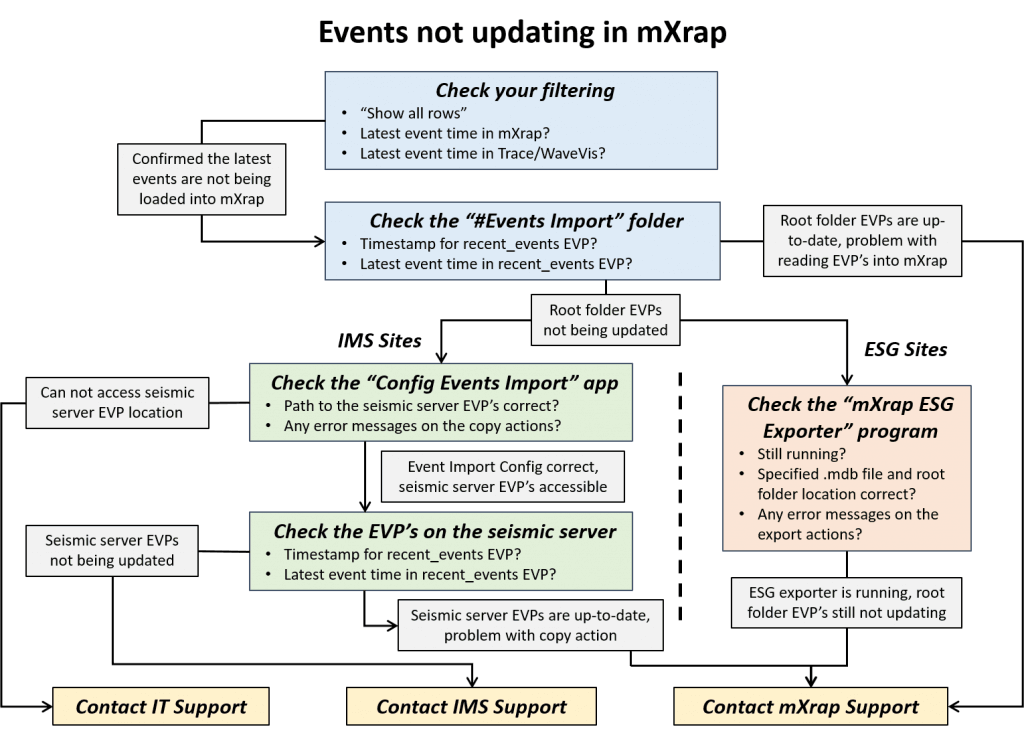 Events not updating in mXrap
Check your filtering
• “Show all rows”
• Latest event time in mXrap?
• Latest event time in Trace/WaveVis?
Confirmed the latest
events are not being
loaded into mXrap
Check the “#Events Import” folder
• Timestamp for recent_events EVP?
• Latest event time in recent_events EVP?
Root folder EVPs are up-
to-date, problem with
reading EVP’s into mXrap
Root folder EVPs
not being updated
IMS Sites
ESG Sites
Can not access seismic
server EVP location
Check the “Config Events Import” app
• Path to the seismic server EVP’s correct?
• Any error messages on the copy actions?
Check the “mXrap ESG
Exporter” program
• Still running?
• Specified .mdb file and root
folder location correct?
• Any error messages on the
export actions?
Event Import Config correct,
seismic server EVP’s accessible
Seismic server EVPs
not being updated
Check the EVP’s on the seismic server
• Timestamp for recent_events EVP?
• Latest event time in recent_events EVP?
Seismic server EVPs are up-to-date,
problem with copy action
ESG exporter is running, root
folder EVP’s still not updating
Contact IT Support
Contact IMS Support
Contact mXrap Support